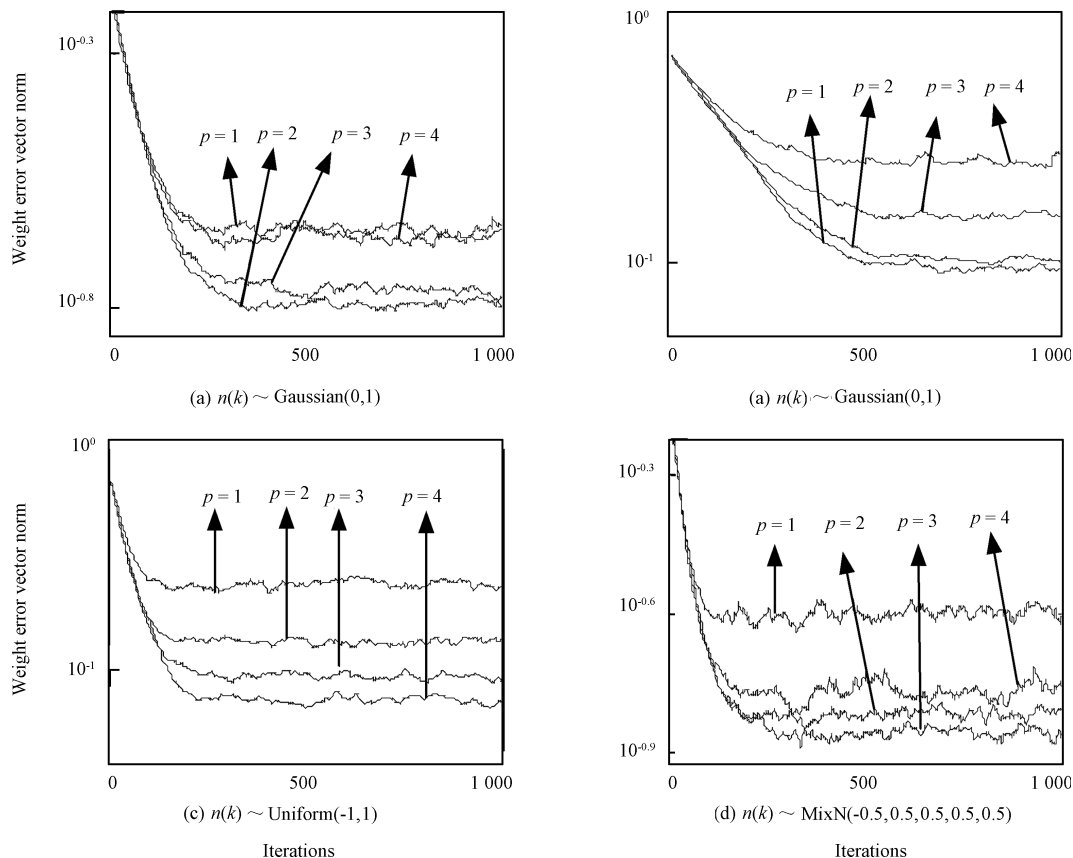 Weight error vector norm
10^-0.3
10^-0.8
p = 1
p = 2
p = 3
p = 4
0
500
1 000
(a) n(k) ~ Gaussian(0,1)
10^0
10^-1
p = 1
p = 2
p = 3
p = 4
0
500
1 000
(a) n(k) ~ Gaussian(0,1)
Weight error vector norm
10^0
10^-1
p = 1
p = 2
p = 3
p = 4
0
500
1 000
(c) n(k) ~ Uniform(-1,1)
Iterations
10^-0.3
10^-0.6
10^-0.9
p = 1
p = 2
p = 3
p = 4
0
500
1 000
(d) n(k) ~ MixN(-0.5,0.5,0.5,0.5,0.5)
Iterations